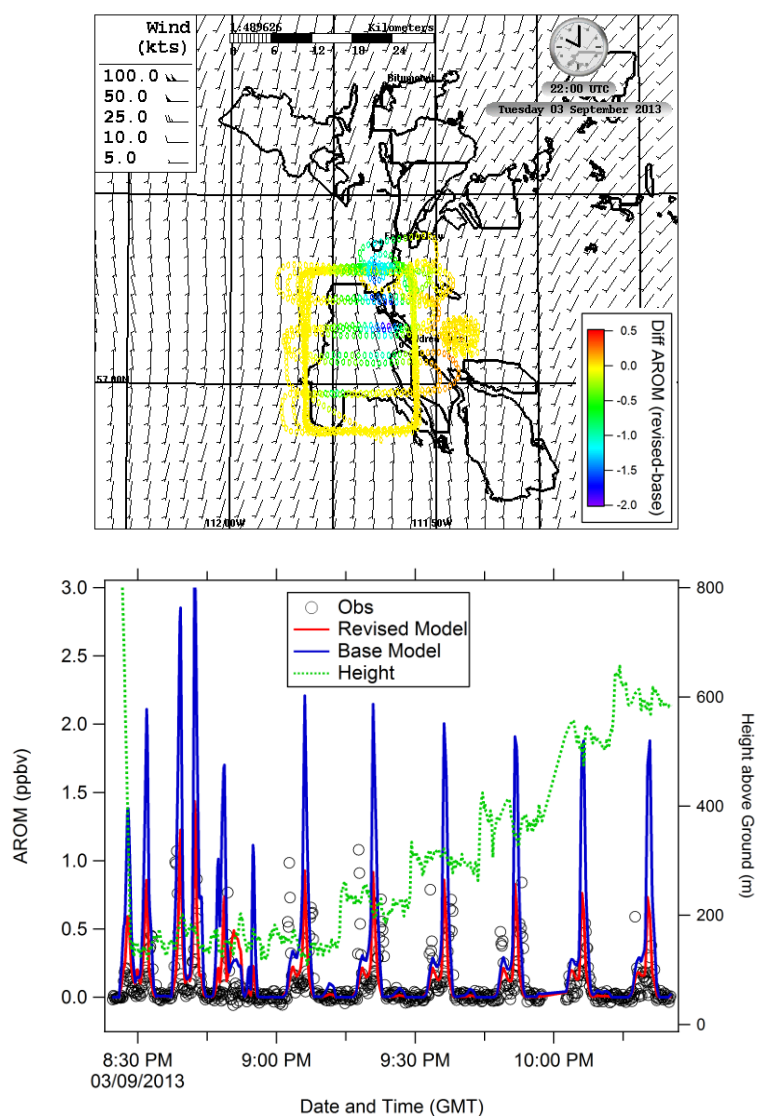 Wind
(kts)
100.0
50.0
25.0
10.0
5.0
1:489626 Kilometers
0 6 12 18 24
22:00 UTC
Tuesday 03 September 2013
57.00N
112.00W
111.50W
0.5
0.0
-0.5
-1.0
-1.5
-2.0
Diff AROM (revised-base)
3.0
2.5
2.0
1.5
1.0
0.5
0.0
AROM (ppbv)
Obs
Revised Model
Base Model
Height
800
600
400
200
0
Height above Ground (m)
8:30 PM 9:00 PM 9:30 PM 10:00 PM
03/09/2013
Date and Time (GMT)